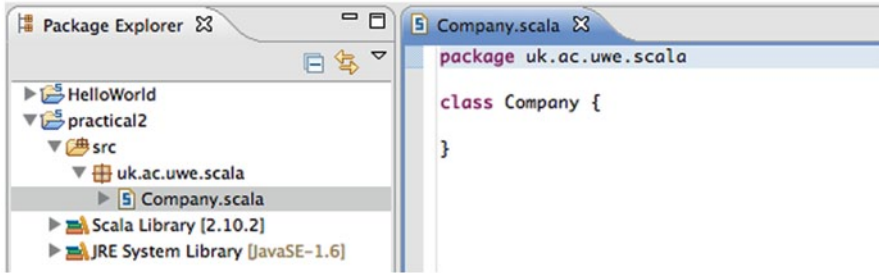 Package Explorer
HelloWorld
practical2
src
uk.ac.uwe.scala
Company.scala
Scala Library [2.10.2]
JRE System Library [JavaSE-1.6]
Company.scala
package uk.ac.uwe.scala
class Company {
}